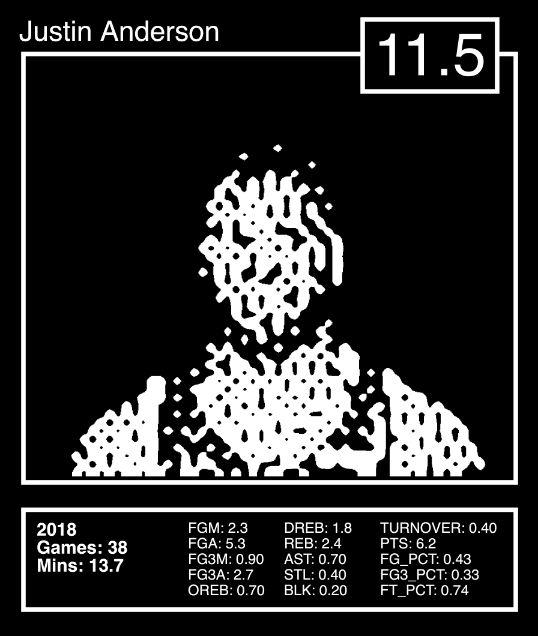 Justin Anderson
11.5
2018
Games: 38
Mins: 13.7
FGM: 2.3
FGA: 5.3
FG3M: 0.90
FG3A: 2.7
OREB: 0.70
DREB: 1.8
REB: 2.4
AST: 0.70
STL: 0.40
BLK: 0.20
TURNOVER: 0.40
PTS: 6.2
FG_PCT: 0.43
FG3_PCT: 0.33
FT_PCT: 0.74